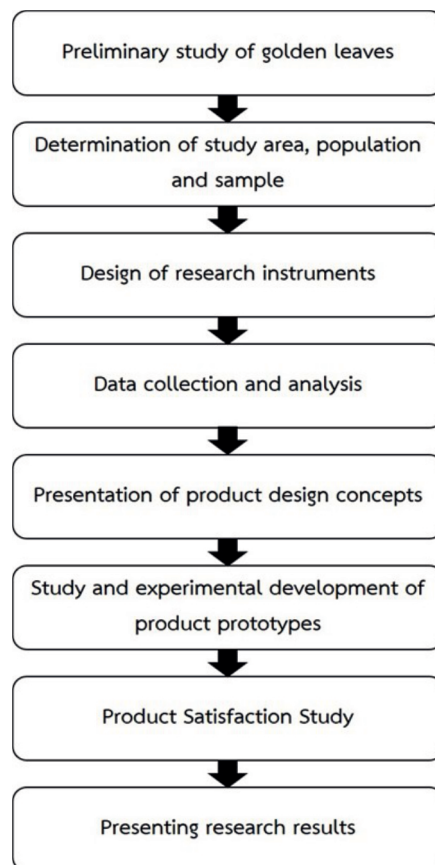 Preliminary study of golden leaves
Determination of study area, population
and sample
Design of research instruments
Data collection and analysis
Presentation of product design concepts
Study and experimental development of
product prototypes
Product Satisfaction Study
Presenting research results